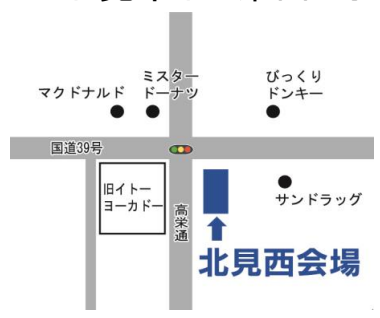 ミスター
ドーナツ
マクドナルド
びっくり
ドンキー
国道39号
旧イトー
ヨーカドー
高栄通
サンドラッグ
北見西会場